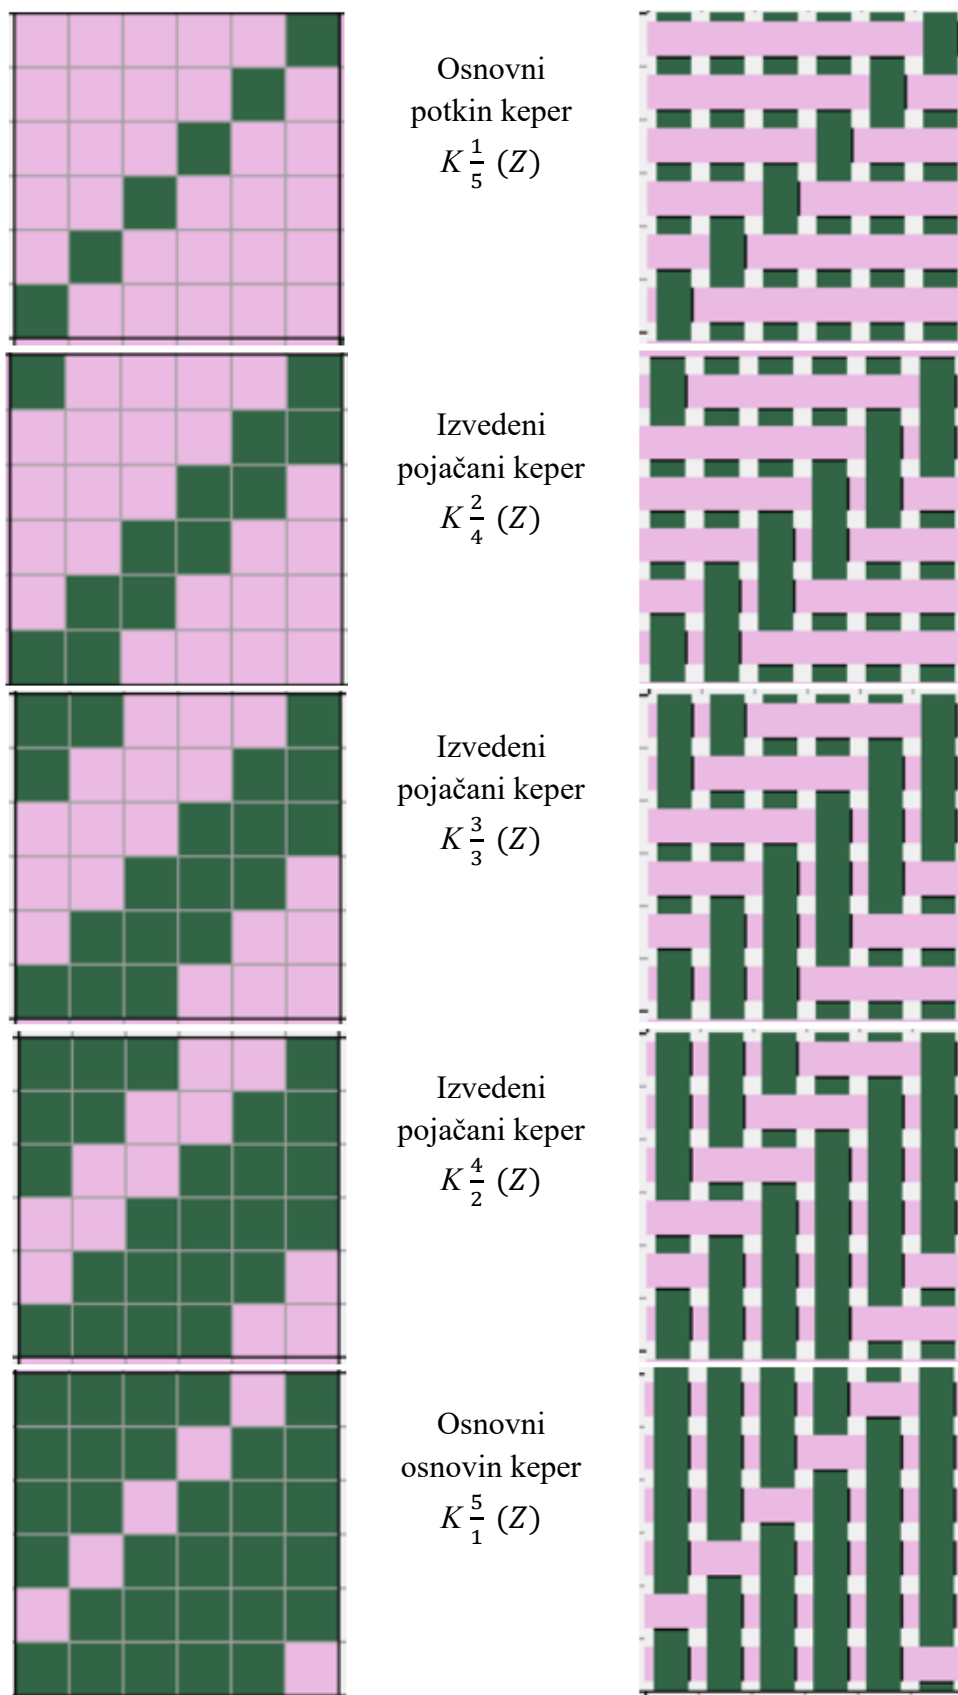 Osnovni
potkin keper
K 1/5 (Z)
Izvedeni
pojačani keper
K 2/4 (Z)
Izvedeni
pojačani keper
K 3/3 (Z)
Izvedeni
pojačani keper
K 4/2 (Z)
Osnovni
osnovin keper
K 5/1 (Z)